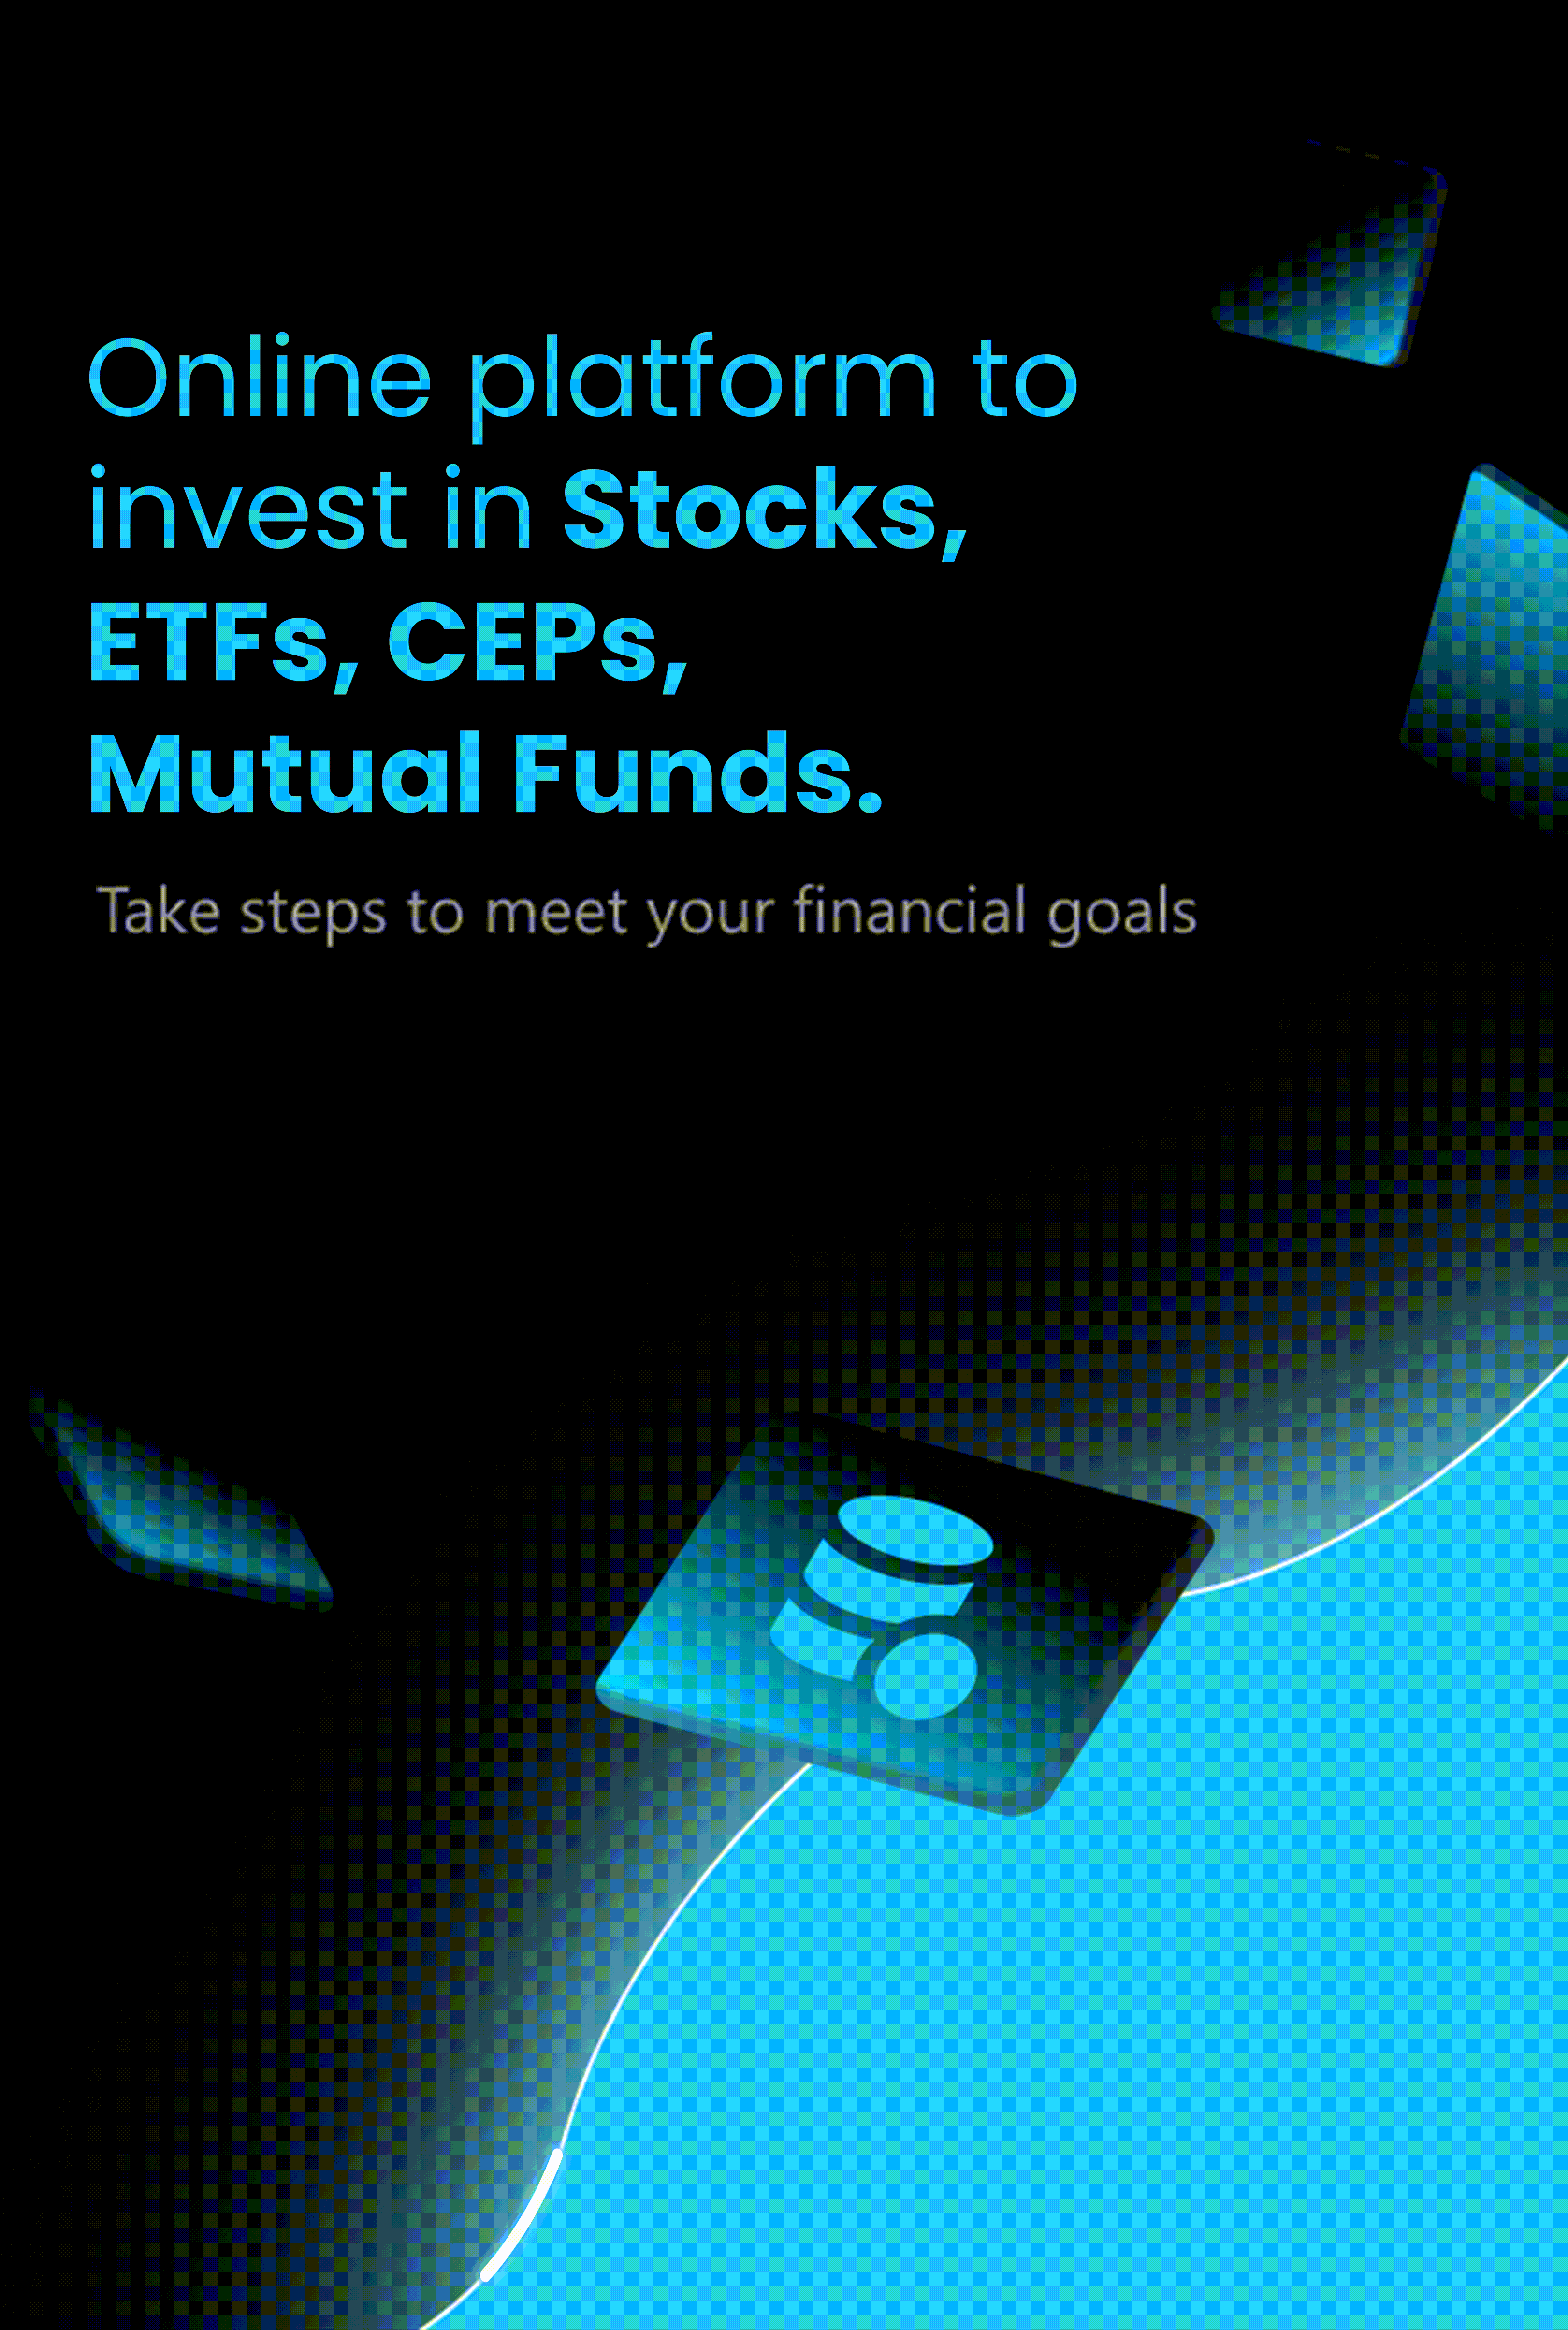 Online platform to
invest in Stocks,
ETFs, CEPs,
Mutual Funds.
Take steps to meet your financial goals